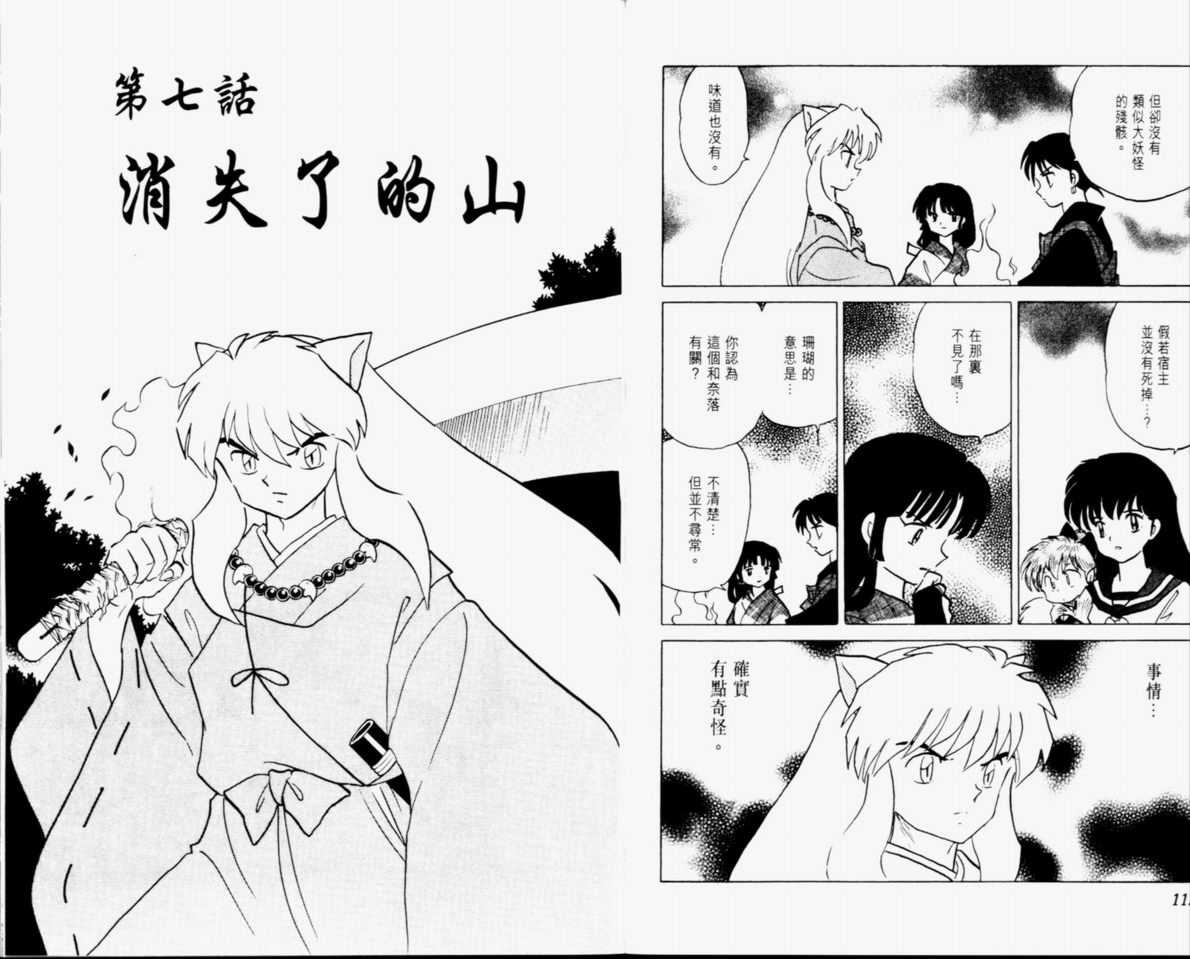 但卻沒有
類似大妖怪
的殘骸。
味道也沒有。
假若宿主
並沒有死掉…?
在那裏
不見了嗎…
珊瑚的
意思是…
你認為
這個和奈落
有關?
不清楚…
但並不尋常。
事情…
確實
有點奇怪。
第七話
消失了的山